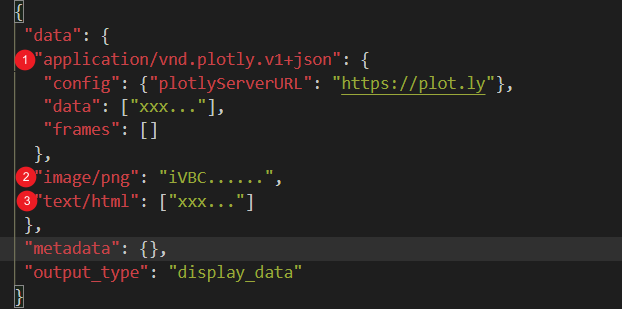 {
"data": {
1 "application/vnd.plotly.v1+json": {
"config": {"plotlyServerURL": "https://plot.ly"},
"data": ["xxx..."],
"frames": []
},
2 "image/png": "iVBC......",
3 "text/html": ["xxx..."]
},
"metadata": {},
"output_type": "display_data"
}